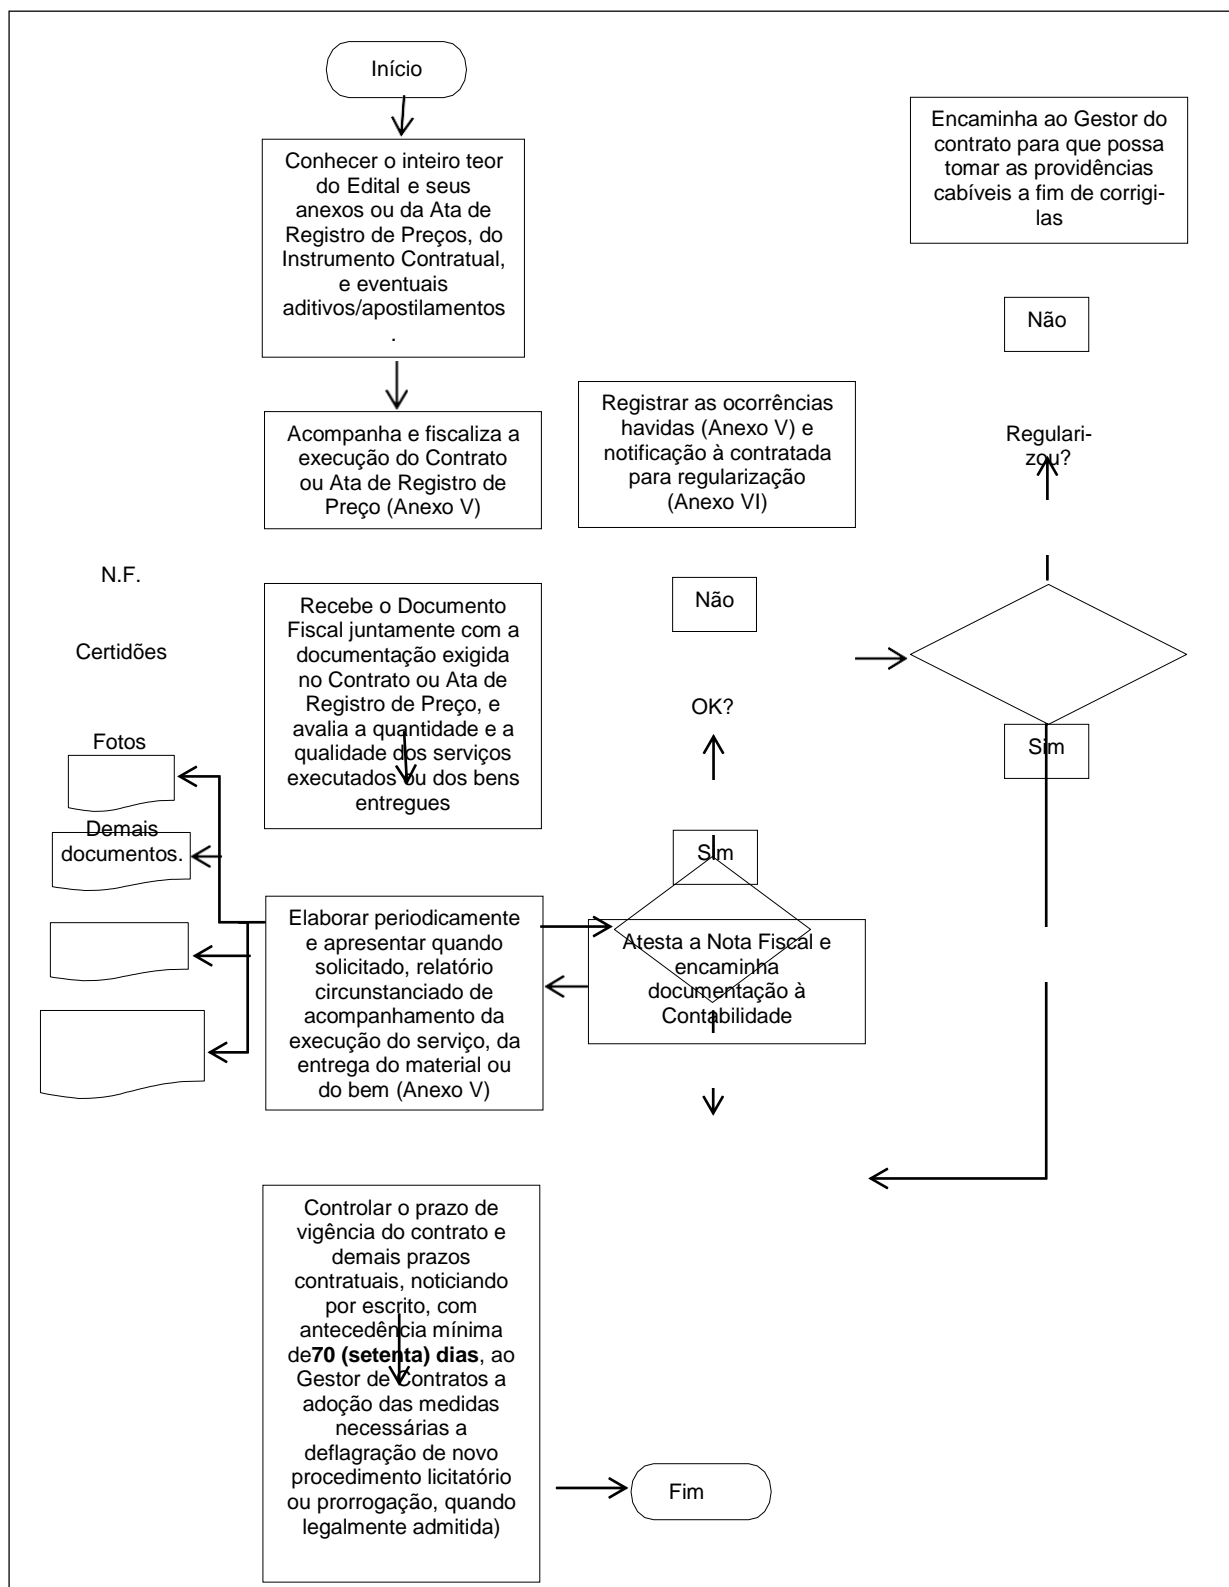 Início
Conhecer o inteiro teor
do Edital e seus
anexos ou da Ata de
Registro de Preços, do
Instrumento Contratual,
e eventuais
aditivos/apostilamentos
.
Encaminha ao Gestor do
contrato para que possa
tomar as providências
cabíveis a fim de corrigi-
las
Não
Regulari-
zou?
Acompanha e fiscaliza a
execução do Contrato
ou Ata de Registro de
Preço (Anexo V)
Registrar as ocorrências
havidas (Anexo V) e
notificação à contratada
para regularização
(Anexo VI)
Não
OK?
N.F.
Certidões
Fotos
Demais
documentos.
Recebe o Documento
Fiscal juntamente com a
documentação exigida
no Contrato ou Ata de
Registro de Preço, e
avalia a quantidade e a
qualidade dos serviços
executados ou dos bens
entregues
Sim
Sim
Elaborar periodicamente
e apresentar quando
solicitado, relatório
circunstanciado de
acompanhamento da
execução do serviço, da
entrega do material ou
do bem (Anexo V)
Atesta a Nota Fiscal e
encaminha
documentação à
Contabilidade
Controlar o prazo de
vigência do contrato e
demais prazos
contratuais, noticiando
por escrito, com
antecedência mínima
de70 (setenta) dias, ao
Gestor de Contratos a
adoção das medidas
necessárias a
deflagração de novo
procedimento licitatório
ou prorrogação, quando
legalmente admitida)
Fim